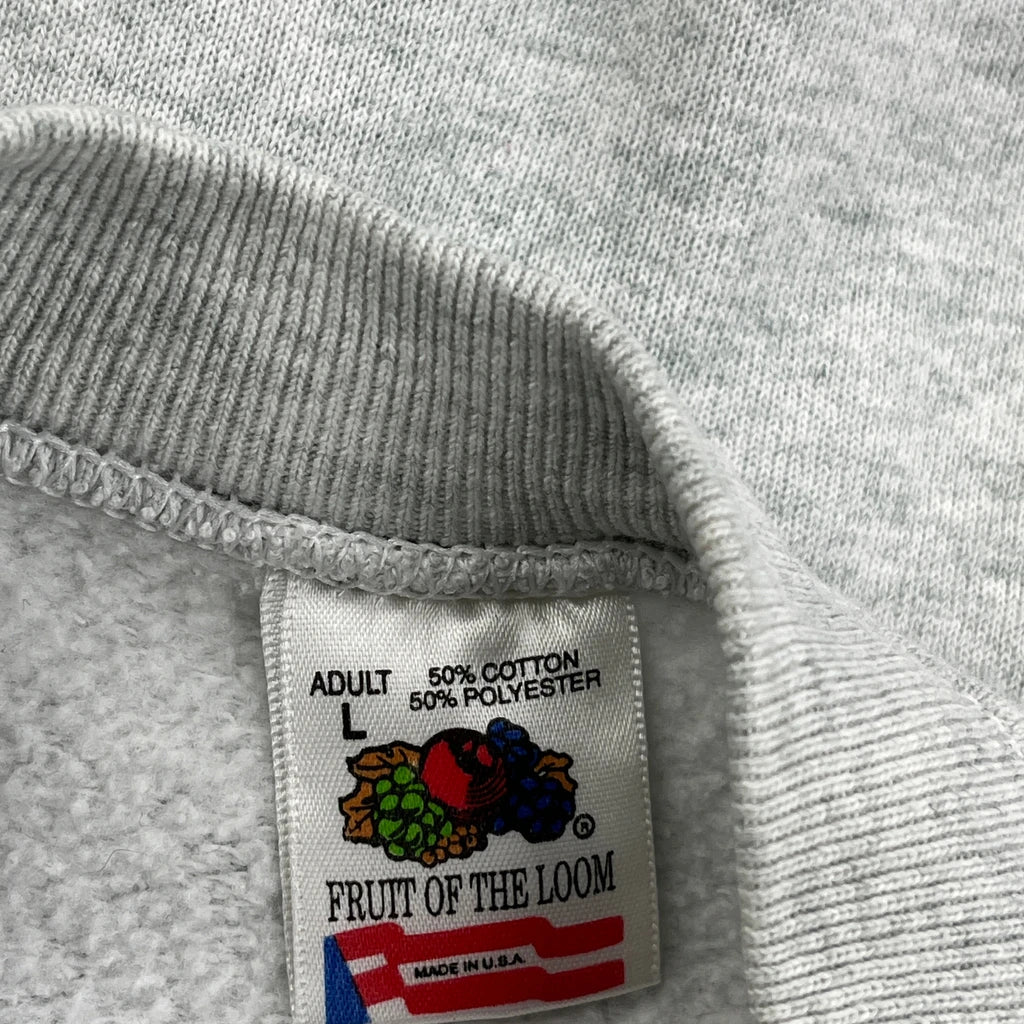 ADULT
L
50% COTTON
50% POLYESTER
®
FRUIT OF THE LOOM
MADE IN U.S.A.